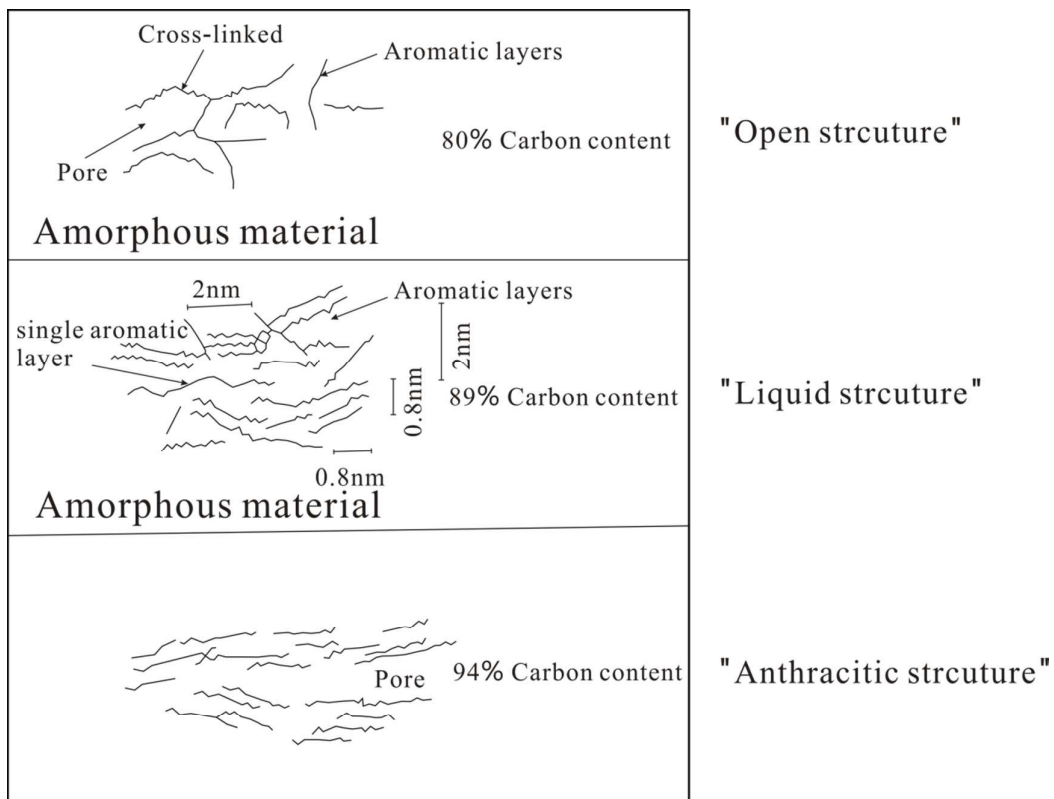 Cross-linked
Aromatic layers
Pore
80% Carbon content
"Open strcuture"
Amorphous material
2nm
Aromatic layers
single aromatic
layer
2nm
0.8nm
89% Carbon content
"Liquid strcuture"
0.8nm
Amorphous material
Pore
94% Carbon content
"Anthracitic strcuture"